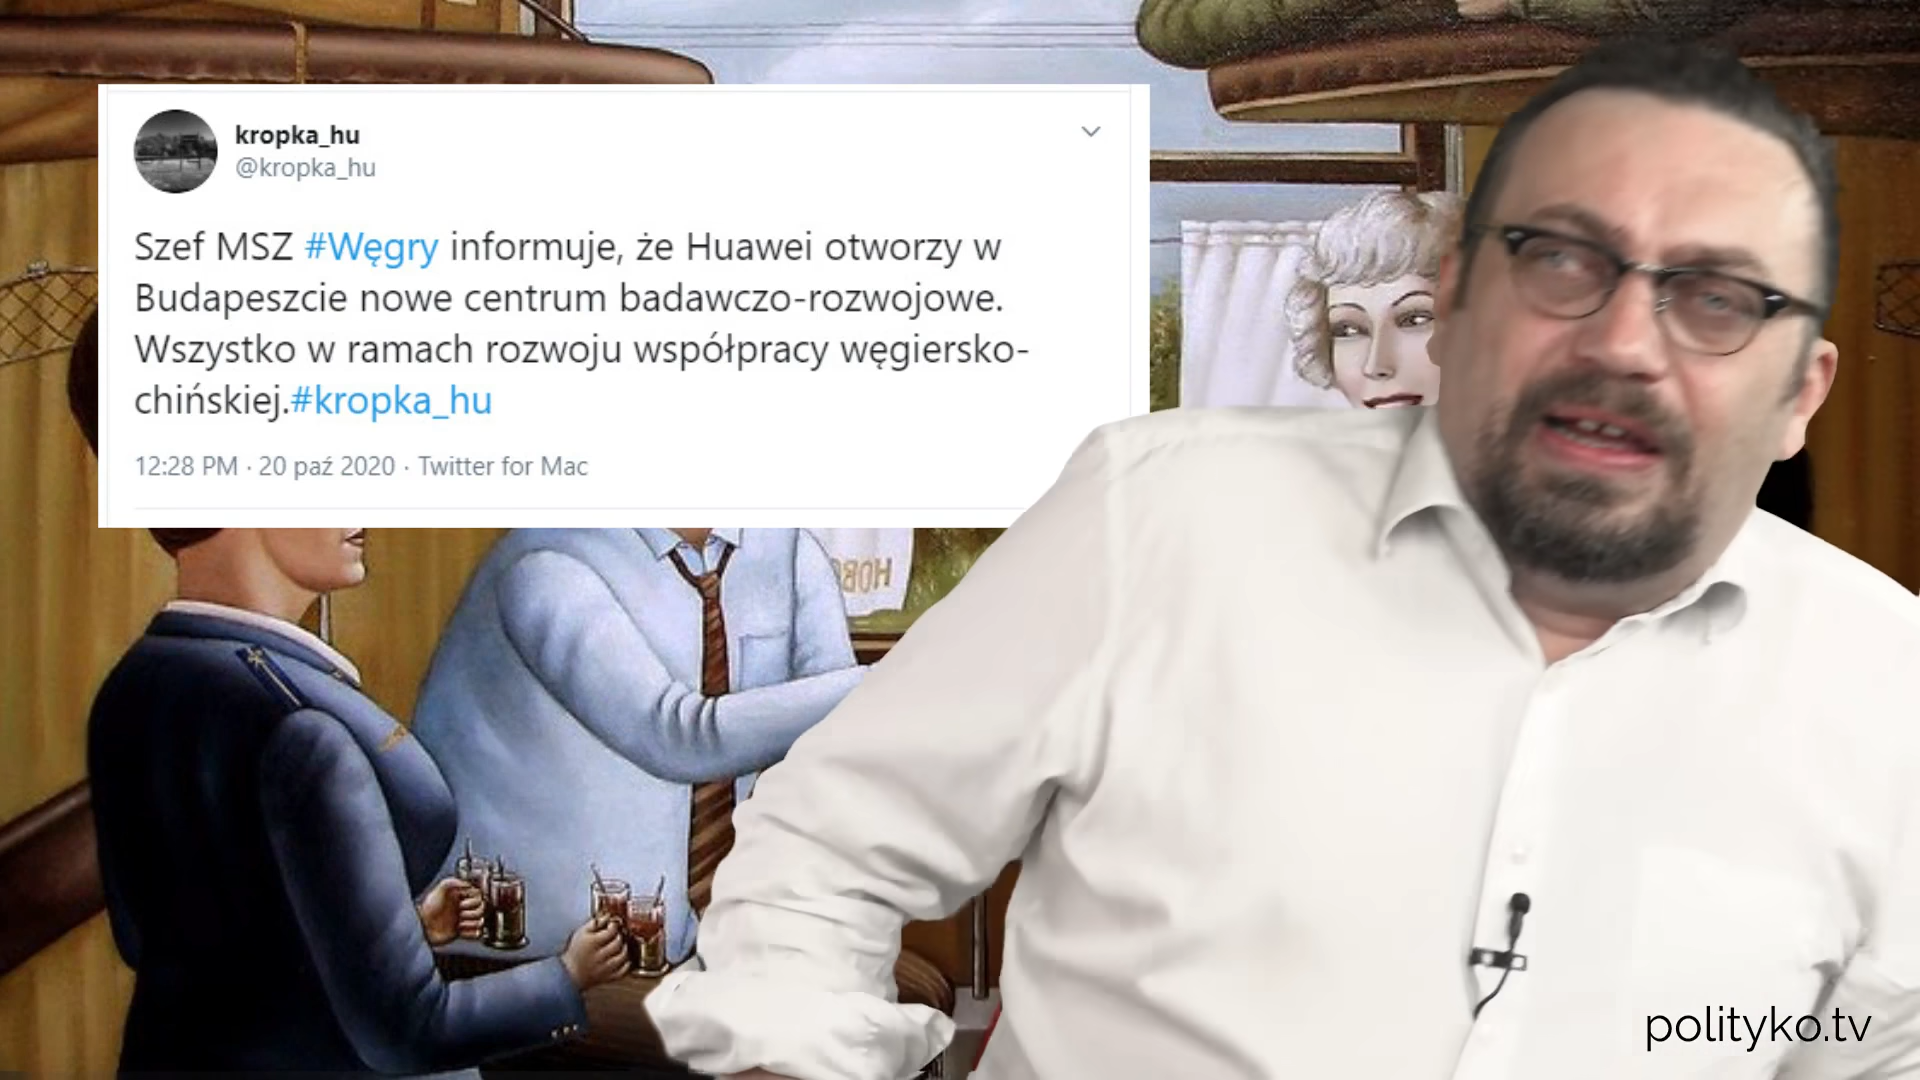 kropka_hu
@kropka_hu
Szef MSZ #Węgry informuje, że Huawei otworzy w
Budapeszcie nowe centrum badawczo-rozwojowe.
Wszystko w ramach rozwoju współpracy węgiersko-
chińskiej.#kropka_hu
12:28 PM · 20 paź 2020 · Twitter for Mac
polityko.tv